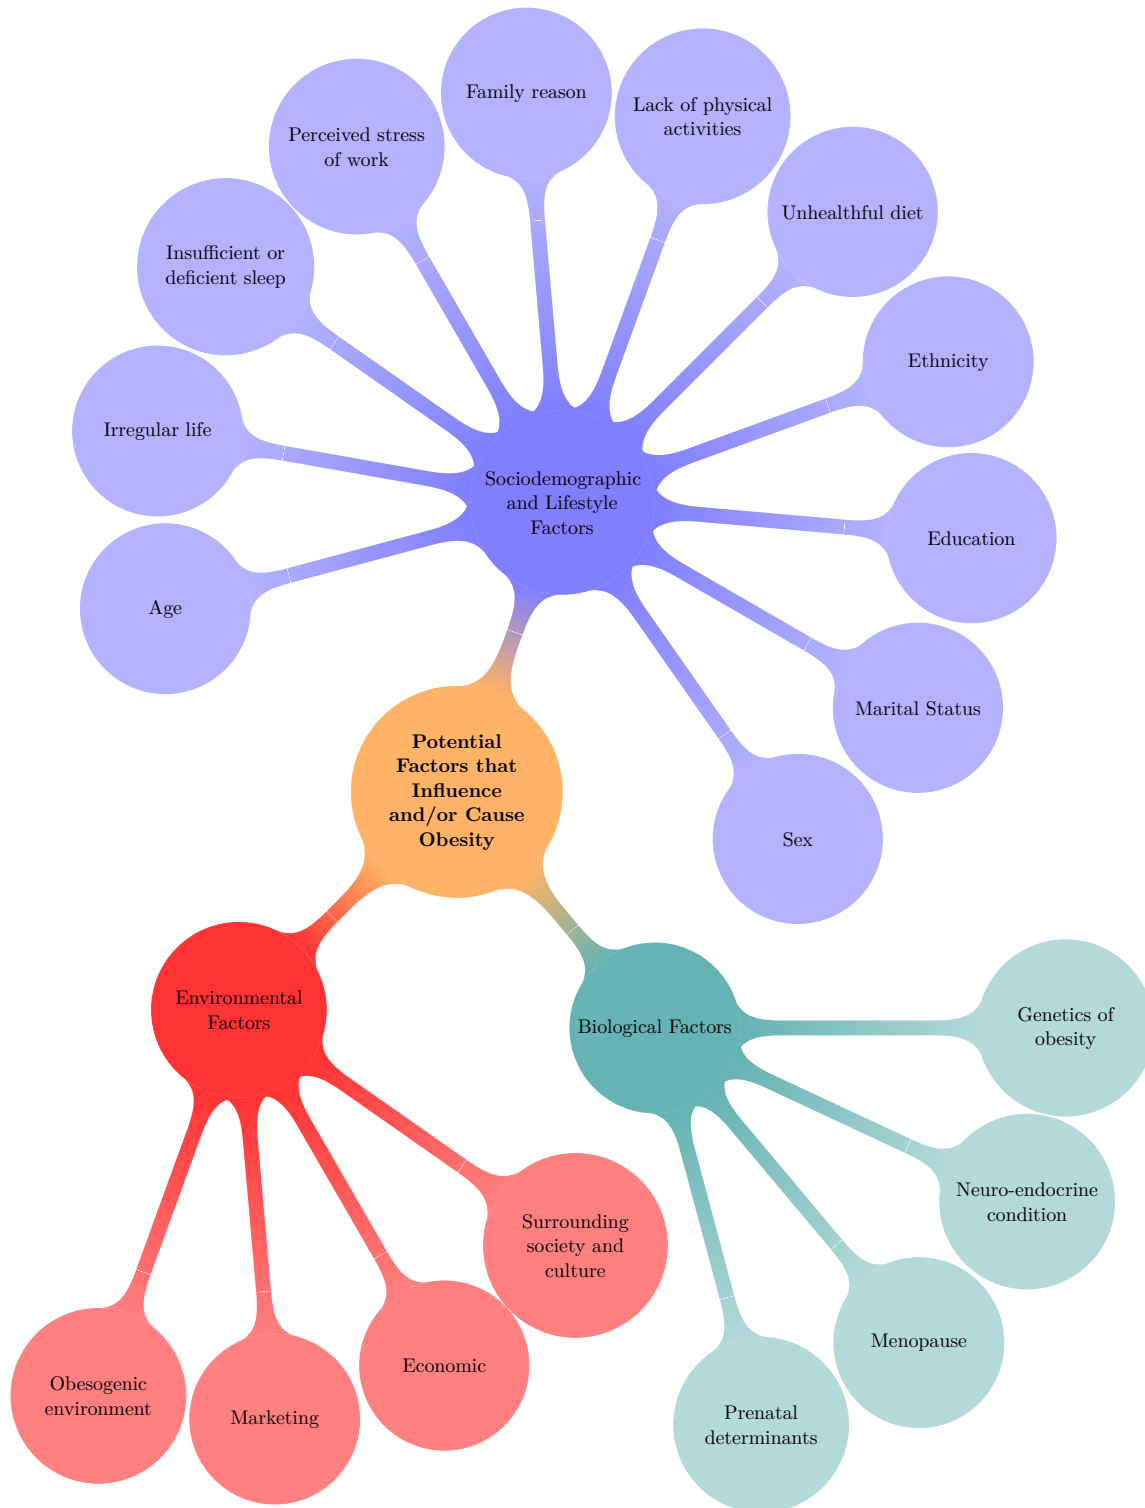 Family reason
Lack of physical
activities
Perceived stress
of work
Unhealthful diet
Insufficient or
deficient sleep
Ethnicity
Irregular life
Sociodemographic
and Lifestyle
Factors
Education
Age
Marital Status
Potential
Factors that
Influence
and/or Cause
Obesity
Sex
Environmental
Factors
Biological Factors
Genetics of
obesity
Neuro-endocrine
condition
Surrounding
society and
culture
Menopause
Economic
Obesogenic
environment
Marketing
Prenatal
determinants